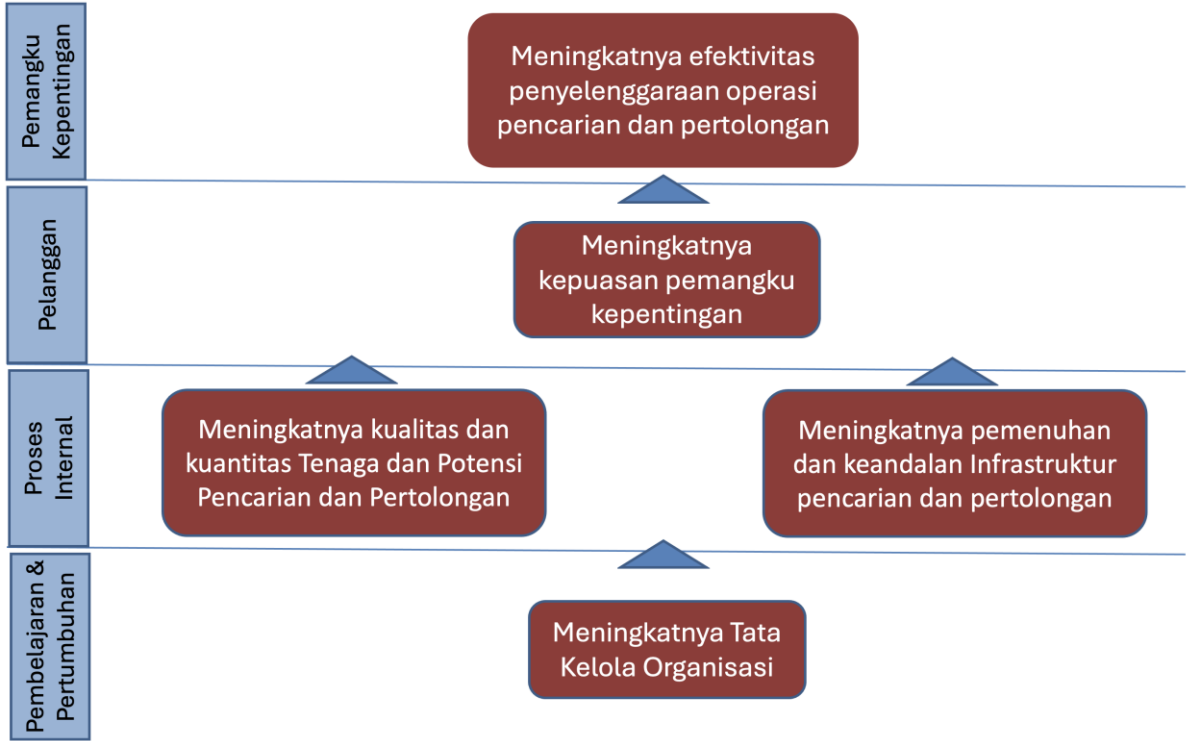 Pemangku
Kepentingan
Meningkatnya efektivitas
penyelenggaraan operasi
pencarian dan pertolongan
Pelanggan
Meningkatnya
kepuasan pemangku
kepentingan
Proses
Internal
Meningkatnya kualitas dan
kuantitas Tenaga dan Potensi
Pencarian dan Pertolongan
Meningkatnya pemenuhan
dan keandalan Infrastruktur
pencarian dan pertolongan
Pembelajaran &
Pertumbuhan
Meningkatnya Tata
Kelola Organisasi